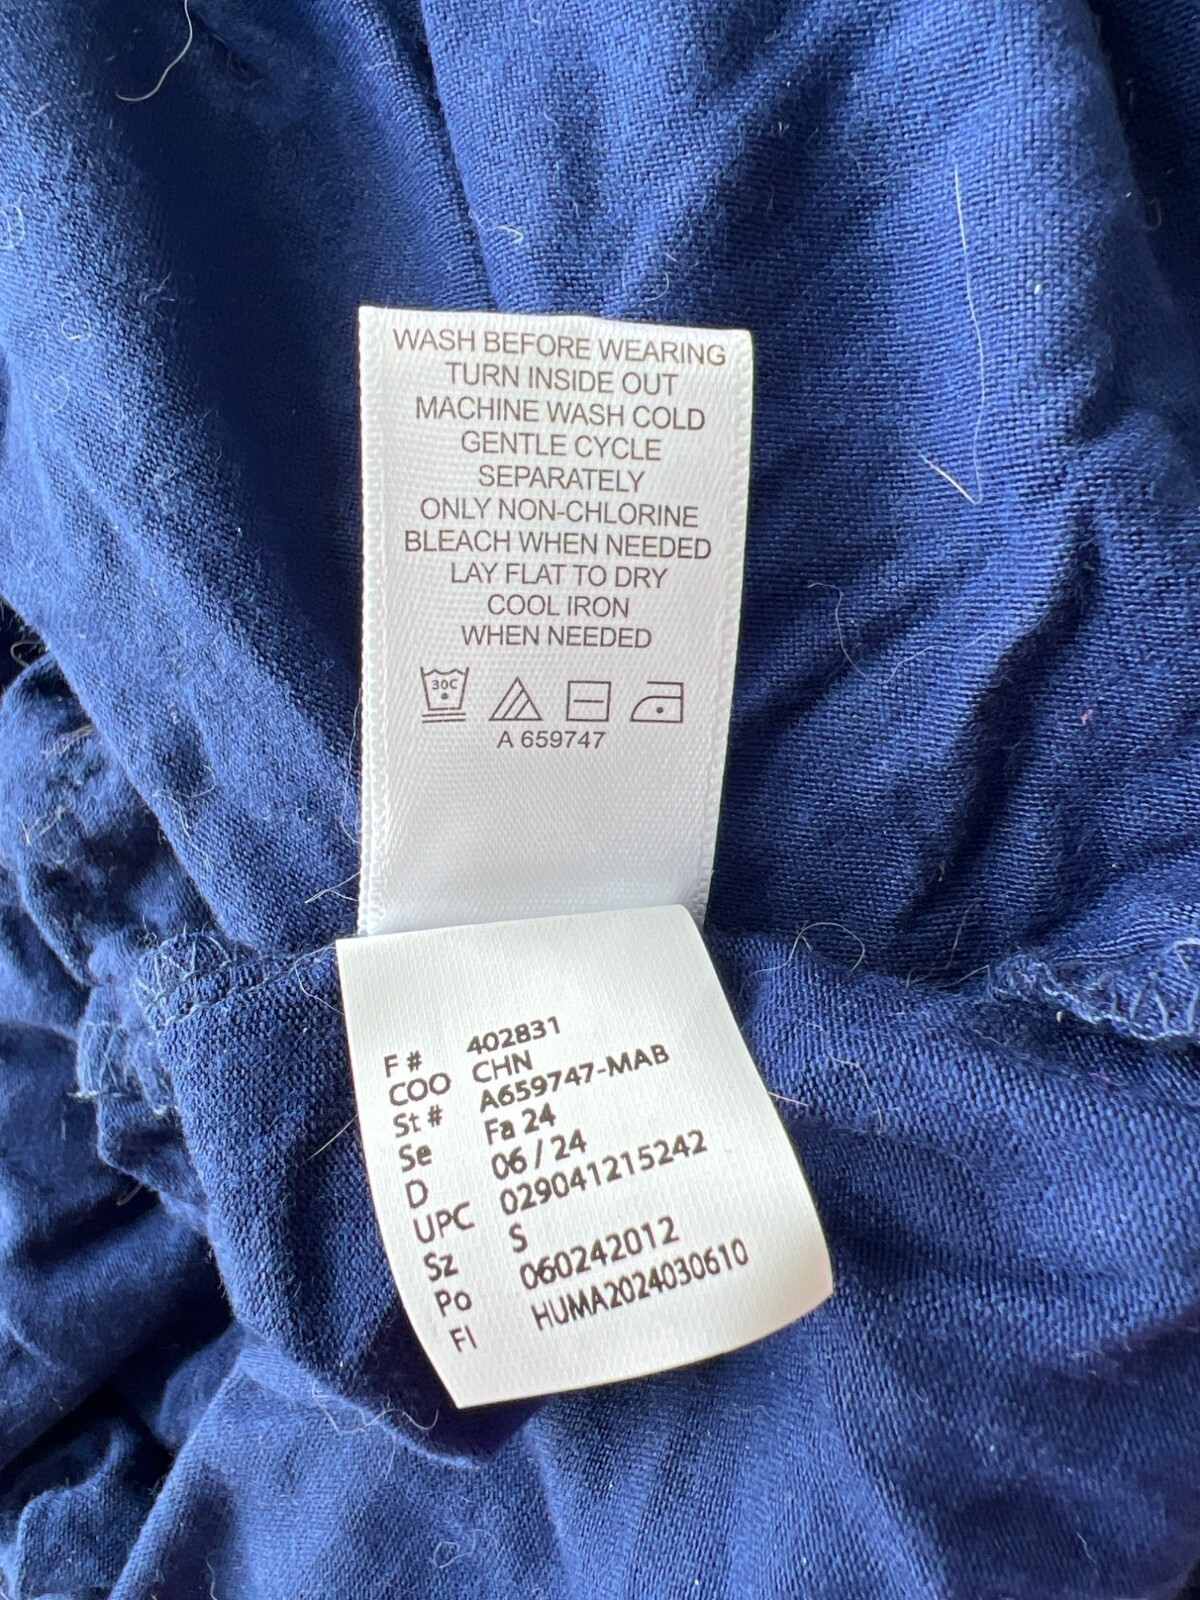 WASH BEFORE WEARING
TURN INSIDE OUT
MACHINE WASH COLD
GENTLE CYCLE
SEPARATELY
ONLY NON-CHLORINE
BLEACH WHEN NEEDED
LAY FLAT TO DRY
COOL IRON
WHEN NEEDED
30C
A 659747
F # 402831
COO CHN
St # A659747-MAB
Se Fa 24
D 06 / 24
UPC 029041215242
Sz S
Po 060242012
FI HUMA2024030610